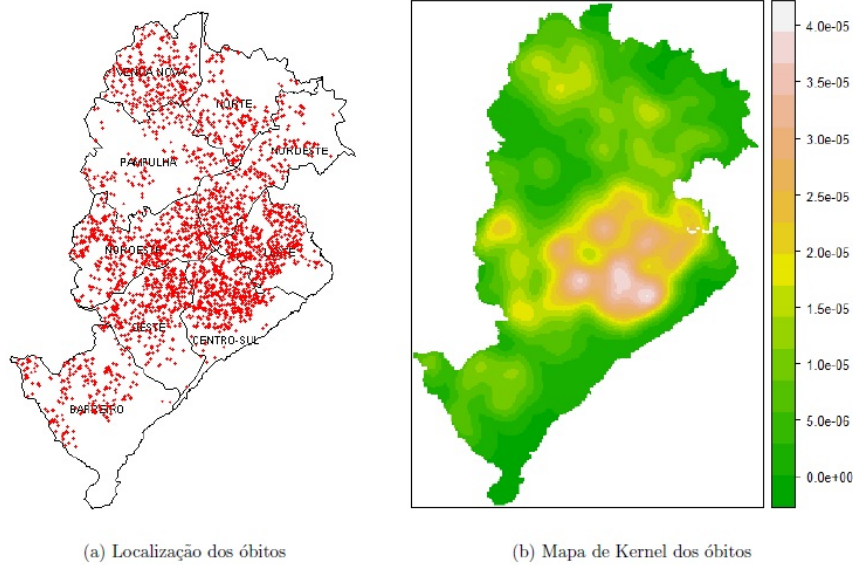 VENDA NOVA
NORTE
NORDESTE
PAMPULHA
NOROESTE
LESTE
OESTE
CENTRO-SUL
BARREIRO
4.0e-05
3.5e-05
3.0e-05
2.5e-05
2.0e-05
1.5e-05
1.0e-05
5.0e-06
0.0e+00
(a) Localização dos óbitos
(b) Mapa de Kernel dos óbitos